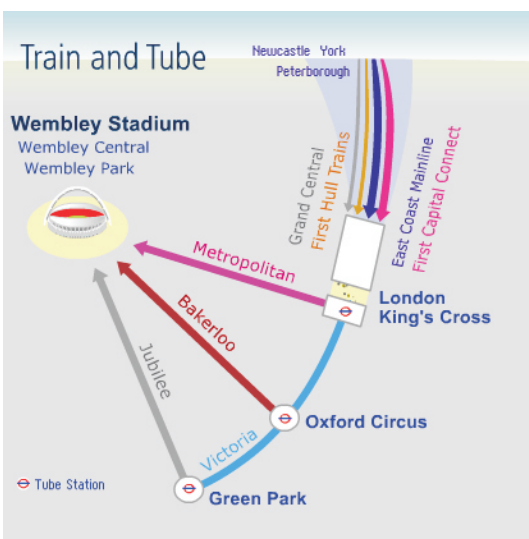 Train and Tube
Newcastle York
Peterborough
Wembley Stadium
Wembley Central
Wembley Park
Grand Central
First Hull Trains
East Coast Mainline
First Capital Connect
Metropolitan
London
King's Cross
Bakerloo
Jubilee
Oxford Circus
Victoria
Tube Station
Green Park